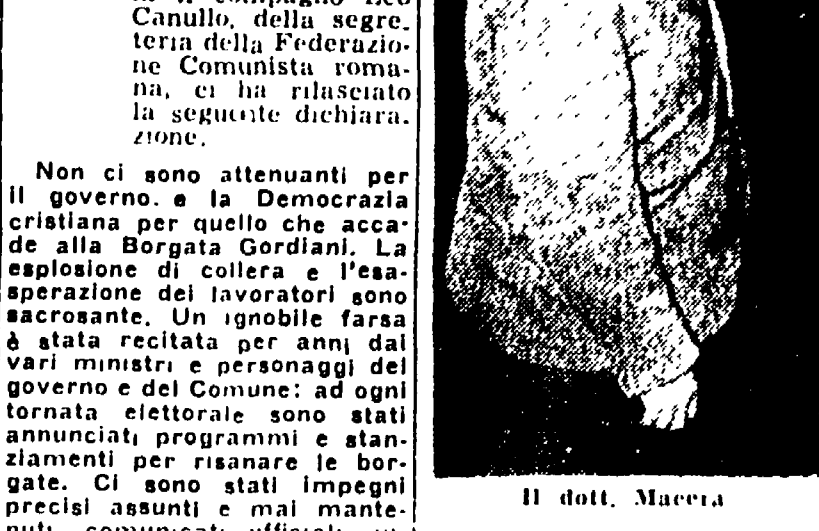 compagno
Canullo, della segre.
teria della Federazio-
ne Comunista roma-
na, ci ha rilasciato
la seguente dichiara.
zione.
Non ci sono attenuanti per
il governo. e la Democrazia
cristiana per quello che acca-
de alla Borgata Gordiani. La
esplosione di collera e l'esa-
sperazione dei lavoratori sono
sacrosante. Un ignobile farsa
è stata recitata per anni dai
vari ministri e personaggi del
governo e del Comune: ad ogni
tornata elettorale sono stati
annunciati programmi e stan-
ziamenti per risanare le bor-
gate. Ci sono stati impegni
precisi assunti e mai mante-
nuti, comunicati ufficiali
Il dott. Macera